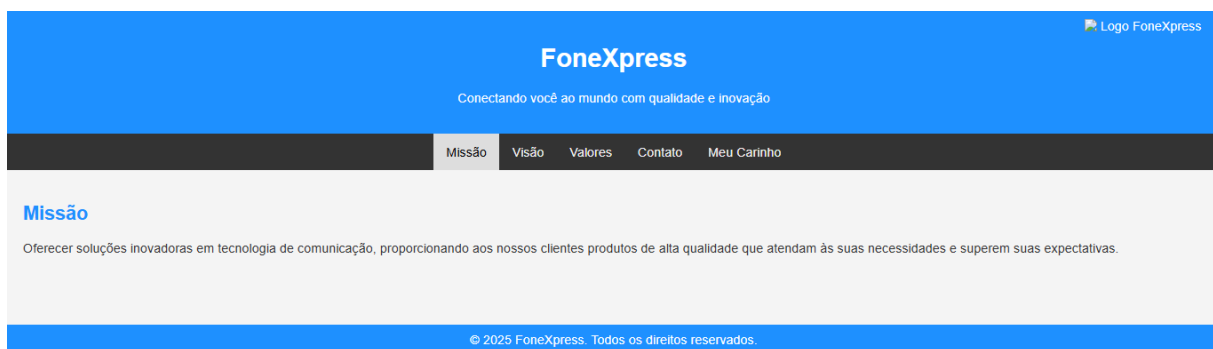 Logo FoneXpress
FoneXpress
Conectando você ao mundo com qualidade e inovação
Missão Visão Valores Contato Meu Carinho
Missão
Oferecer soluções inovadoras em tecnologia de comunicação, proporcionando aos nossos clientes produtos de alta qualidade que atendam às suas necessidades e superem suas expectativas.
© 2025 FoneXpress. Todos os direitos reservados.